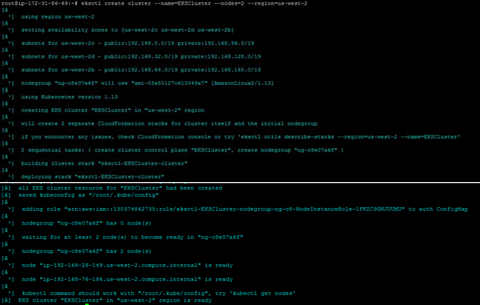 root@ip-172-31-86-69:~# eksctl create cluster --name=EKSCluster --nodes=2 --region=us-west-2
[ℹ]  using region us-west-2
[ℹ]  setting availability zones to [us-west-2c us-west-2d us-west-2b]
[ℹ]  subnets for us-west-2c - public:192.168.0.0/19 private:192.168.96.0/19
[ℹ]  subnets for us-west-2d - public:192.168.32.0/19 private:192.168.128.0/19
[ℹ]  subnets for us-west-2b - public:192.168.64.0/19 private:192.168.160.0/19
[ℹ]  nodegroup "ng-c8e07a6f" will use [AmazonLinux2/1.13]
[ℹ]  using Kubernetes version 1.13
[ℹ]  creating EKS cluster "EKSCluster" in "us-west-2" region
[ℹ]  will create 2 separate CloudFormation stacks for cluster itself and the initial nodegroup
[ℹ]  if you encounter any issues, check CloudFormation console or try 'eksctl utils describe-stacks --region=us-west-2 --name=EKSCluster'
[ℹ]  2 sequential tasks: { create cluster control plane "EKSCluster", create nodegroup "ng-c8e07a6f" }
[ℹ]  building cluster stack "eksctl-EKSCluster-cluster"
[ℹ]  deploying stack "eksctl-EKSCluster-cluster"
[✔]  all EKS cluster resource for "EKSCluster" had been created
[✔]  saved kubeconfig as "/root/.kube/config"
[ℹ]  adding role to auth ConfigMap
[ℹ]  nodegroup "ng-c8e07a6f" has 0 node(s)
[ℹ]  waiting for at least 2 node(s) to become ready in "ng-c8e07a6f"
[ℹ]  nodegroup "ng-c8e07a6f" has 2 node(s)
[ℹ]  node "ip-192-168-28-149.us-west-2.compute.internal" is ready
[ℹ]  node "ip-192-168-76-106.us-west-2.compute.internal" is ready
[ℹ]  kubectl command should work with "/root/.kube/config", try 'kubectl get nodes'
[✔]  EKS cluster "EKSCluster" in "us-west-2" region is ready